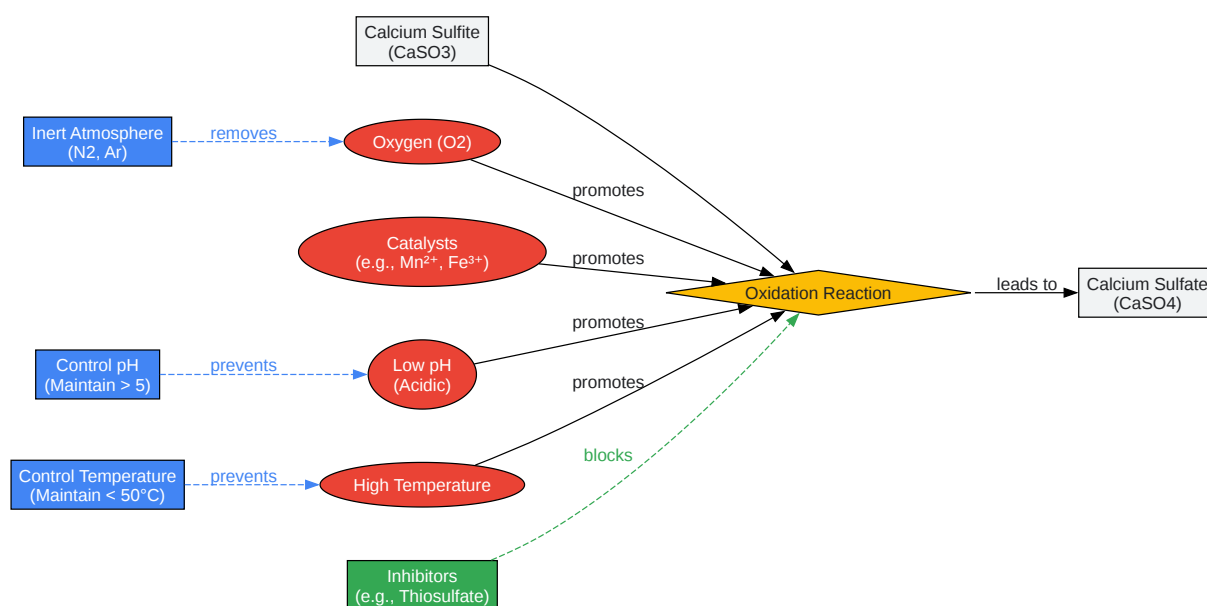 Calcium Sulfite
(CaSO3)
Inert Atmosphere
(N2, Ar)
removes
Oxygen (O2)
promotes
Catalysts
(e.g., Mn²⁺, Fe³⁺)
promotes
Oxidation Reaction
leads to
Calcium Sulfate
(CaSO4)
promotes
Control pH
(Maintain > 5)
prevents
Low pH
(Acidic)
promotes
Control Temperature
(Maintain < 50°C)
prevents
High Temperature
blocks
Inhibitors
(e.g., Thiosulfate)